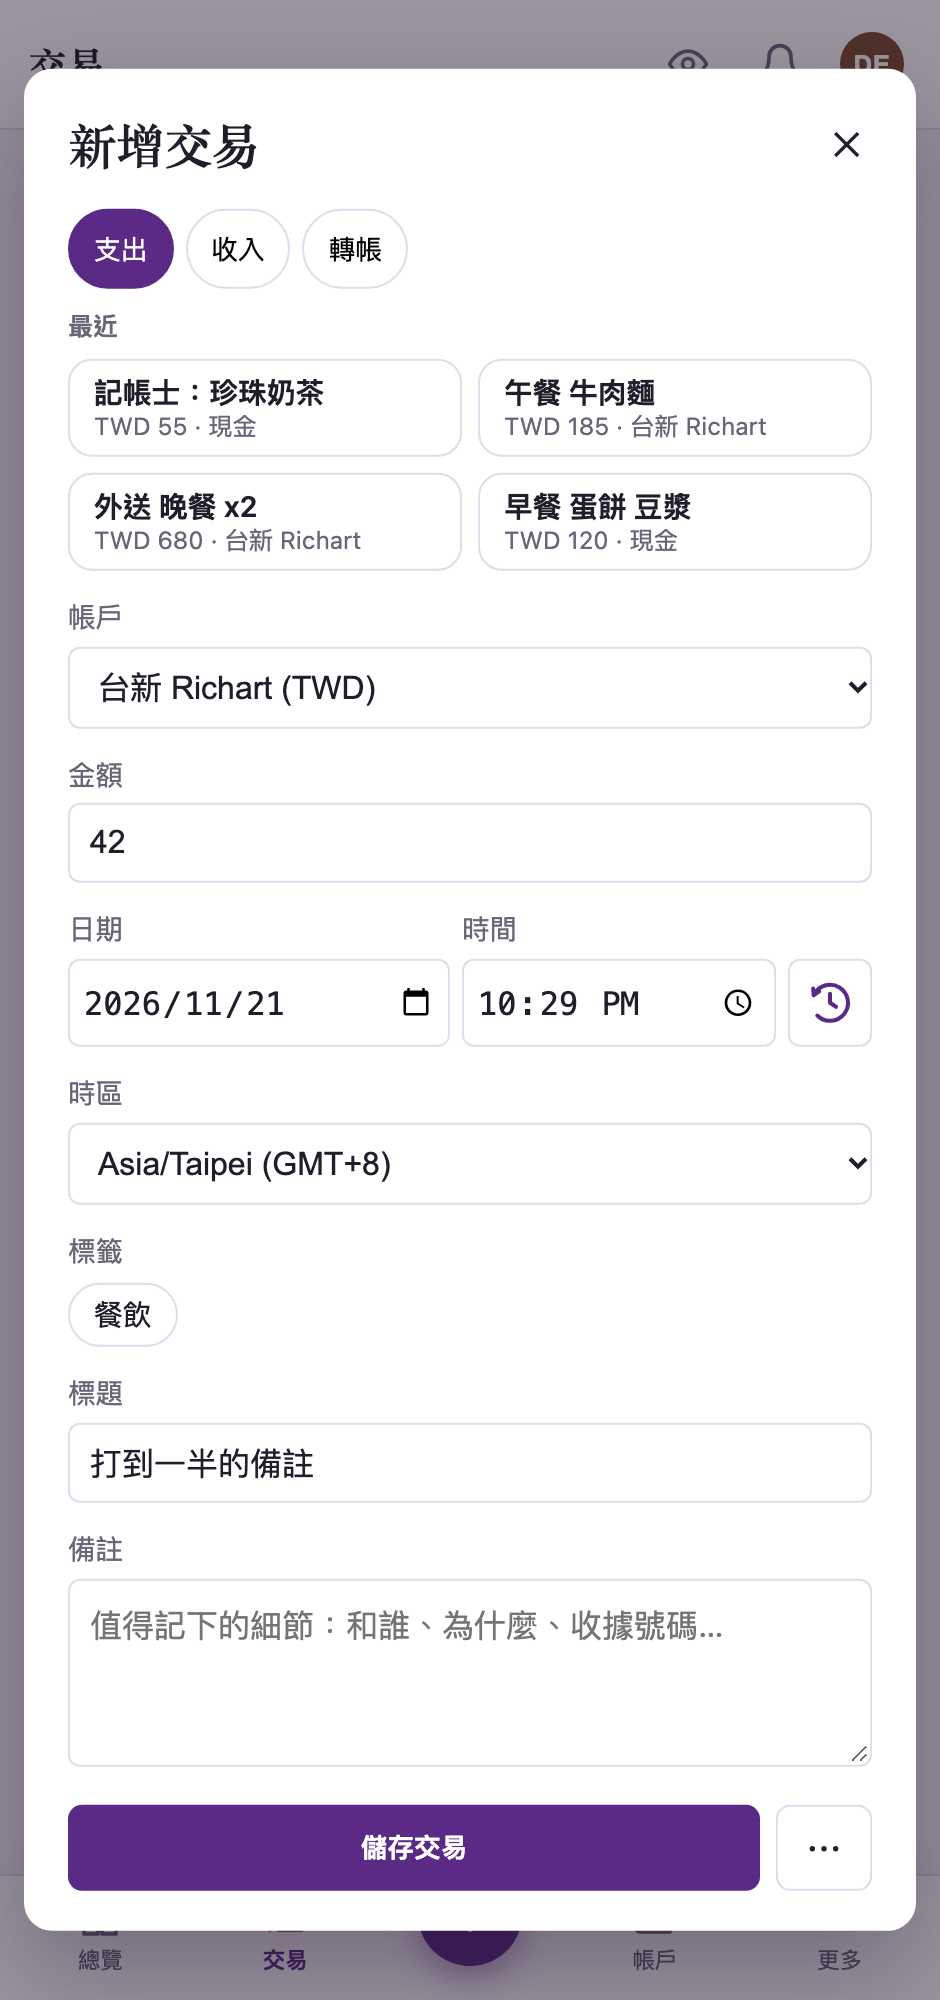 交易
DE
新增交易
支出
收入
轉帳
最近
記帳士：珍珠奶茶
TWD 55 · 現金
午餐 牛肉麵
TWD 185 · 台新 Richart
外送 晚餐 x2
TWD 680 · 台新 Richart
早餐 蛋餅 豆漿
TWD 120 · 現金
帳戶
台新 Richart (TWD)
金額
42
日期
時間
2026/11/21
10:29 PM
時區
Asia/Taipei (GMT+8)
標籤
餐飲
標題
打到一半的備註
備註
值得記下的細節：和誰、為什麼、收據號碼...
儲存交易
總覽
交易
帳戶
更多